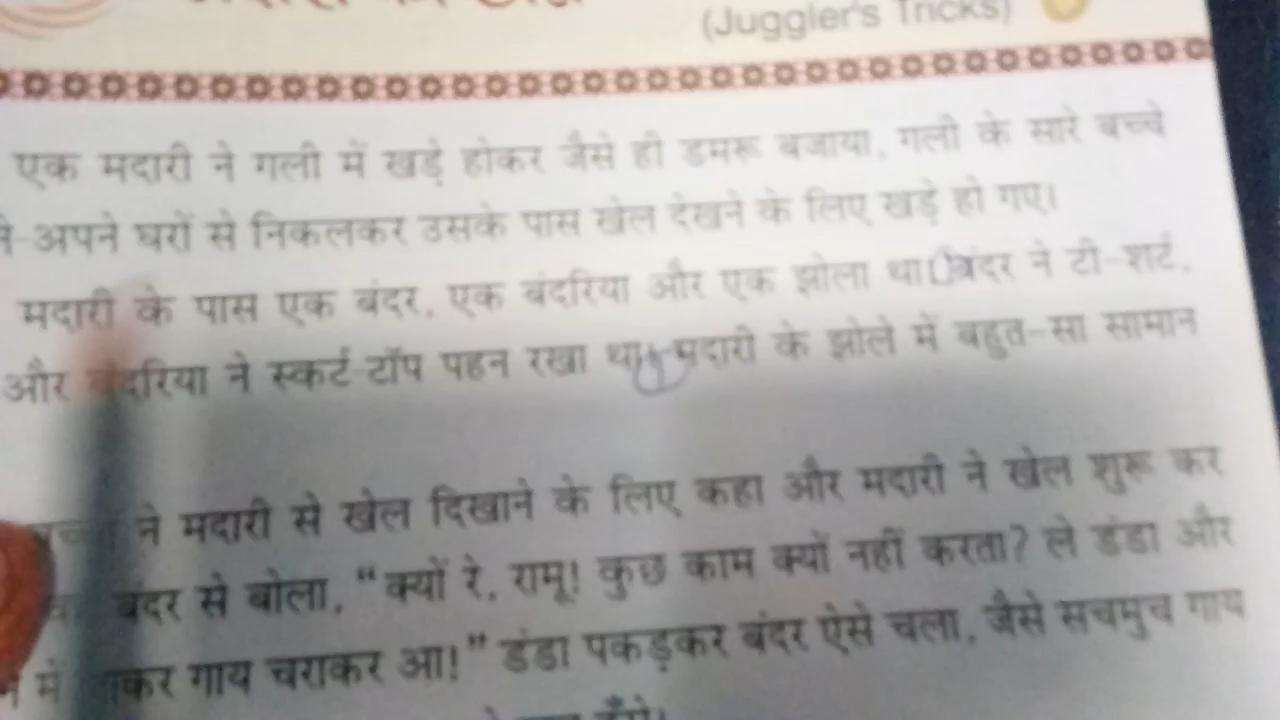 (Juggler's Tricks)
एक मदारी ने गली में खड़े होकर जैसे ही डमरू बजाया, गली के सारे बच्चे
अपने घरों से निकलकर उसके पास खेल देखने के लिए खड़े हो गए।
मदारी के पास एक बंदर, एक बंदरिया और एक झोला था। बंदर ने टी-शर्ट,
और बंदरिया ने स्कर्ट-टॉप पहन रखा था। मदारी के झोले में बहुत-सा सामान
ने मदारी से खेल दिखाने के लिए कहा और मदारी ने खेल शुरू कर
बंदर से बोला, “क्यों रे, रामू! कुछ काम क्यों नहीं करता? ले डंडा और
में गाय चराकर आ!” डंडा पकड़कर बंदर ऐसे चला, जैसे सचमुच गाय